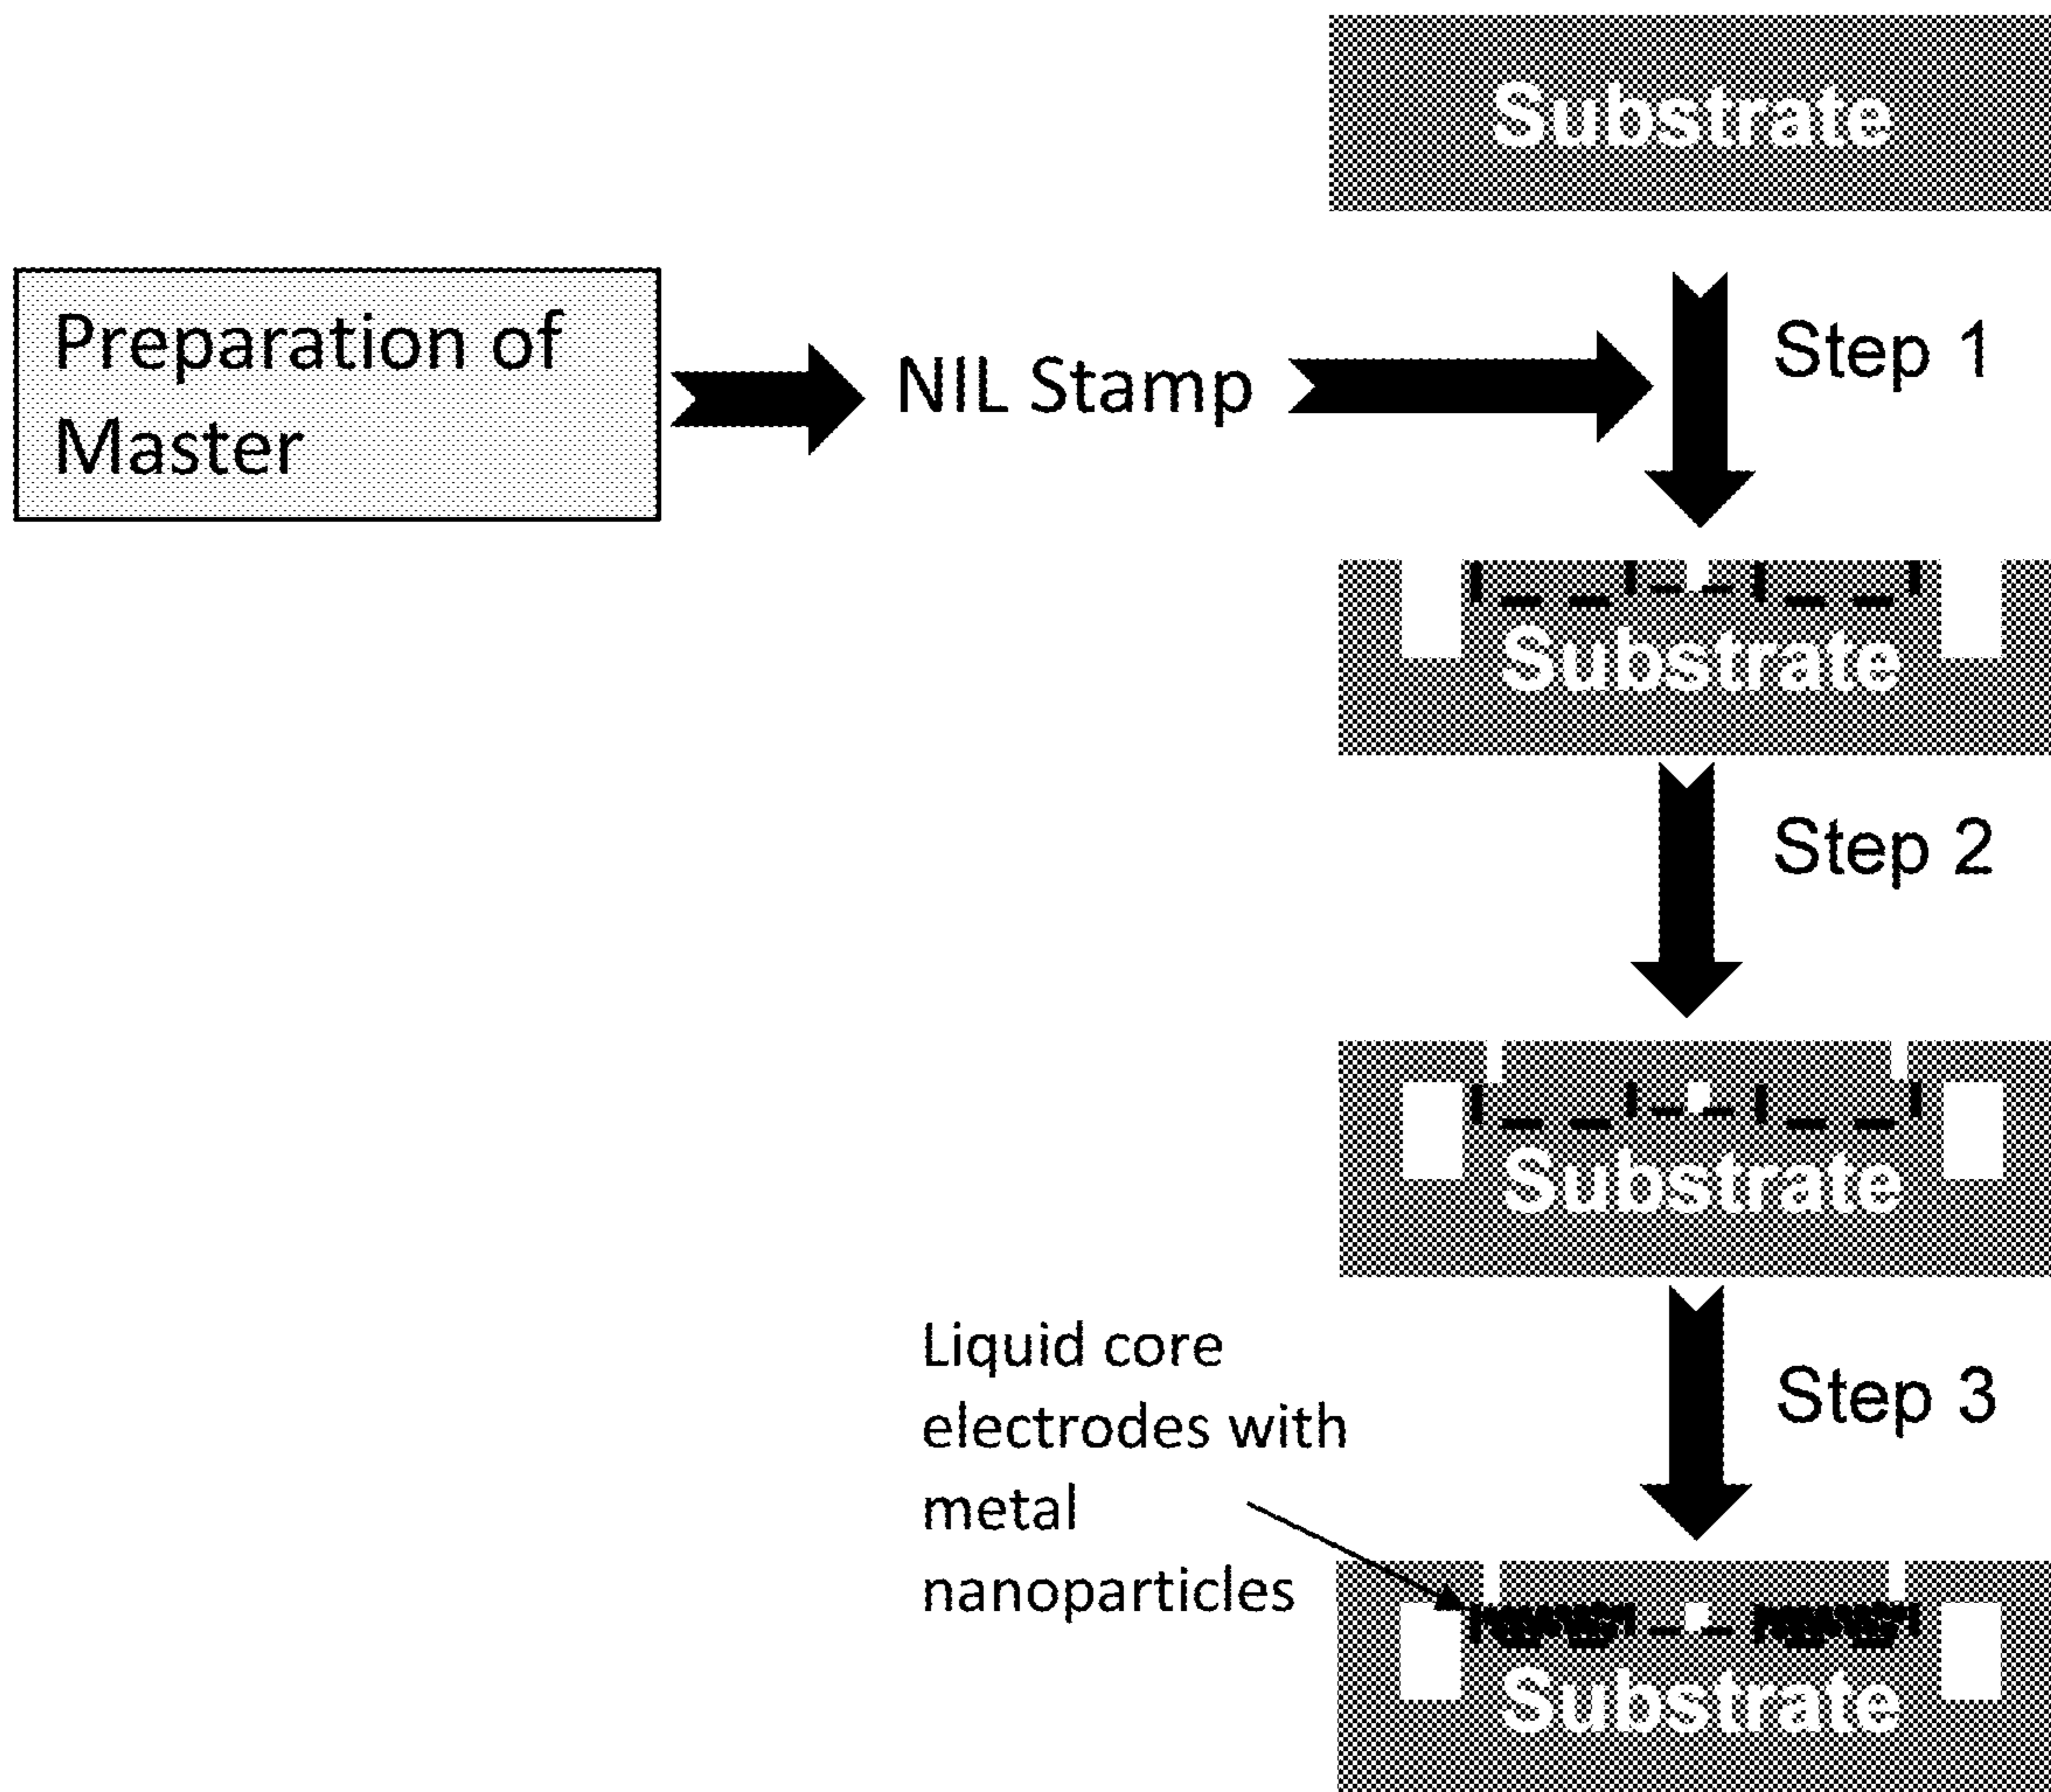 Substrate
Preparation of
Master
NIL Stamp
Step 1
Substrate
Step 2
Substrate
Liquid core
electrodes with
metal
nanoparticles
Step 3
Substrate